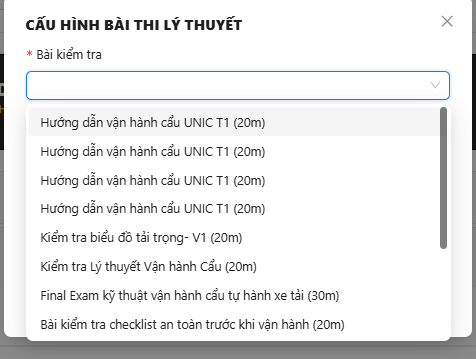 CẤU HÌNH BÀI THI LÝ THUYẾT
* Bài kiểm tra
Hướng dẫn vận hành cẩu UNIC T1 (20m)
Hướng dẫn vận hành cẩu UNIC T1 (20m)
Hướng dẫn vận hành cẩu UNIC T1 (20m)
Hướng dẫn vận hành cẩu UNIC T1 (20m)
Kiểm tra biểu đồ tải trọng- V1 (20m)
Kiểm tra Lý thuyết Vận hành Cẩu (20m)
Final Exam kỹ thuật vận hành cẩu tự hành xe tải (30m)
Bài kiểm tra checklist an toàn trước khi vận hành (20m)